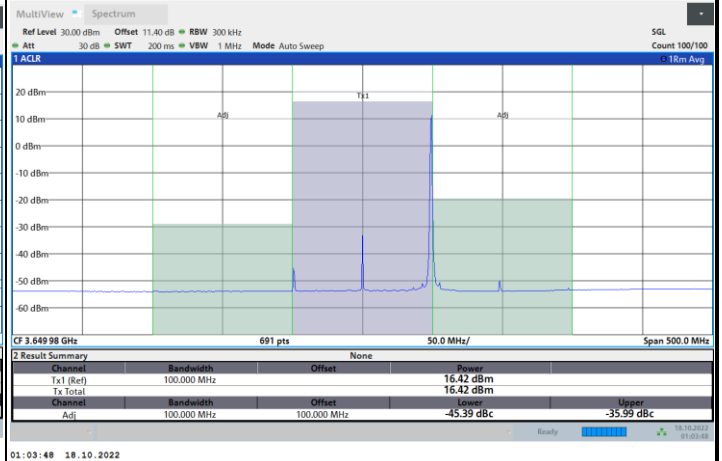 MultiView Spectrum
Ref Level 30.00 dBm Offset 11.40 dB RBW 300 kHz SGL
Att 30 dB SWT 200 ms VBW 1 MHz Mode Auto Sweep Count 100/100
1 ACLR 1Rm Avg
Tx1
20 dBm
Adj Adj
10 dBm
0 dBm
-10 dBm
-20 dBm
-30 dBm
-40 dBm
-50 dBm
-60 dBm
CF 3.649 98 GHz 691 pts 50.0 MHz/ Span 500.0 MHz
2 Result Summary None
Channel Bandwidth Offset Power
Tx1 (Ref) 100.000 MHz 16.42 dBm
Tx Total 16.42 dBm
Channel Bandwidth Offset Lower Upper
Adj 100.000 MHz 100.000 MHz -45.39 dBc -35.99 dBc
Ready 18.10.2022
01:03:48
01:03:48 18.10.2022